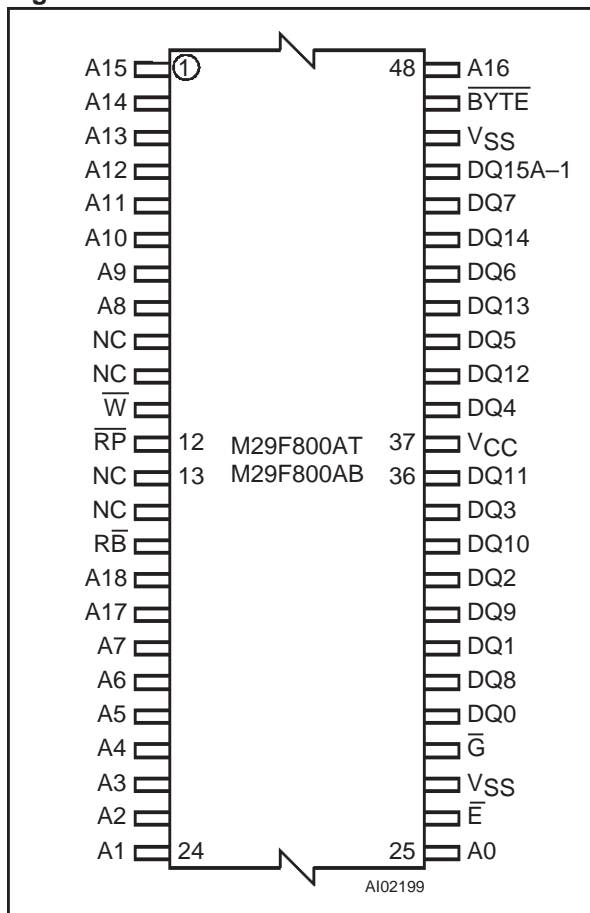 A15 1 48 A16
A14 B̅Y̅T̅E̅
A13 VSS
A12 DQ15A–1
A11 DQ7
A10 DQ14
A9 DQ6
A8 DQ13
NC DQ5
NC DQ12
W̅ DQ4
R̅P̅ 12 M29F800AT 37 VCC
NC 13 M29F800AB 36 DQ11
NC DQ3
RB̅ DQ10
A18 DQ2
A17 DQ9
A7 DQ1
A6 DQ8
A5 DQ0
A4 G̅
A3 VSS
A2 E̅
A1 24 25 A0
AI02199